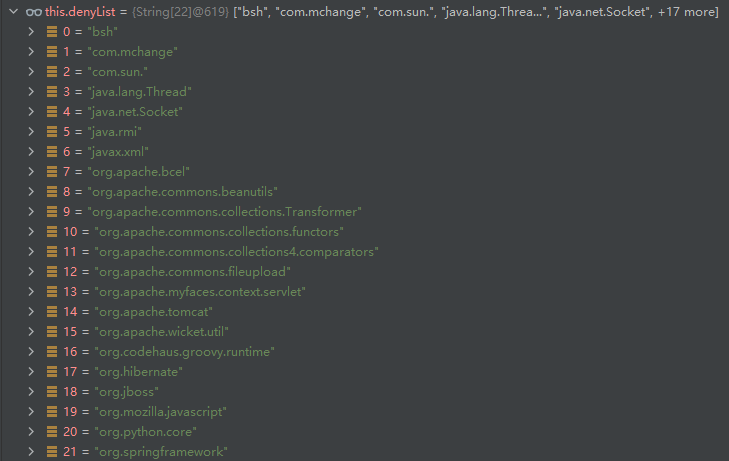 this.denyList = {String[22]@619} ["bsh", "com.mchange", "com.sun.", "java.lang.Threa...", "java.net.Socket", +17 more]
0 = "bsh"
1 = "com.mchange"
2 = "com.sun."
3 = "java.lang.Thread"
4 = "java.net.Socket"
5 = "java.rmi"
6 = "javax.xml"
7 = "org.apache.bcel"
8 = "org.apache.commons.beanutils"
9 = "org.apache.commons.collections.Transformer"
10 = "org.apache.commons.collections.functors"
11 = "org.apache.commons.collections4.comparators"
12 = "org.apache.commons.fileupload"
13 = "org.apache.myfaces.context.servlet"
14 = "org.apache.tomcat"
15 = "org.apache.wicket.util"
16 = "org.codehaus.groovy.runtime"
17 = "org.hibernate"
18 = "org.jboss"
19 = "org.mozilla.javascript"
20 = "org.python.core"
21 = "org.springframework"